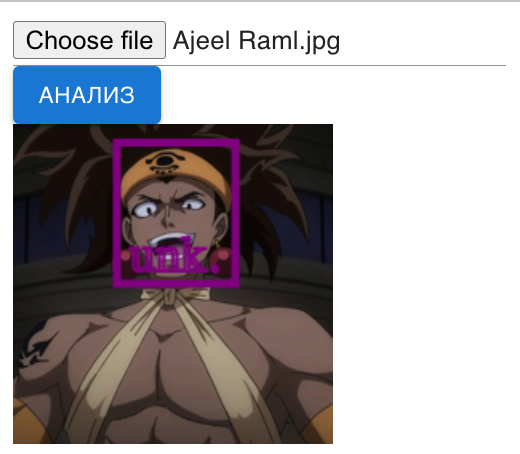 Choose file Ajeel Raml.jpg
АНАЛИЗ
unk.